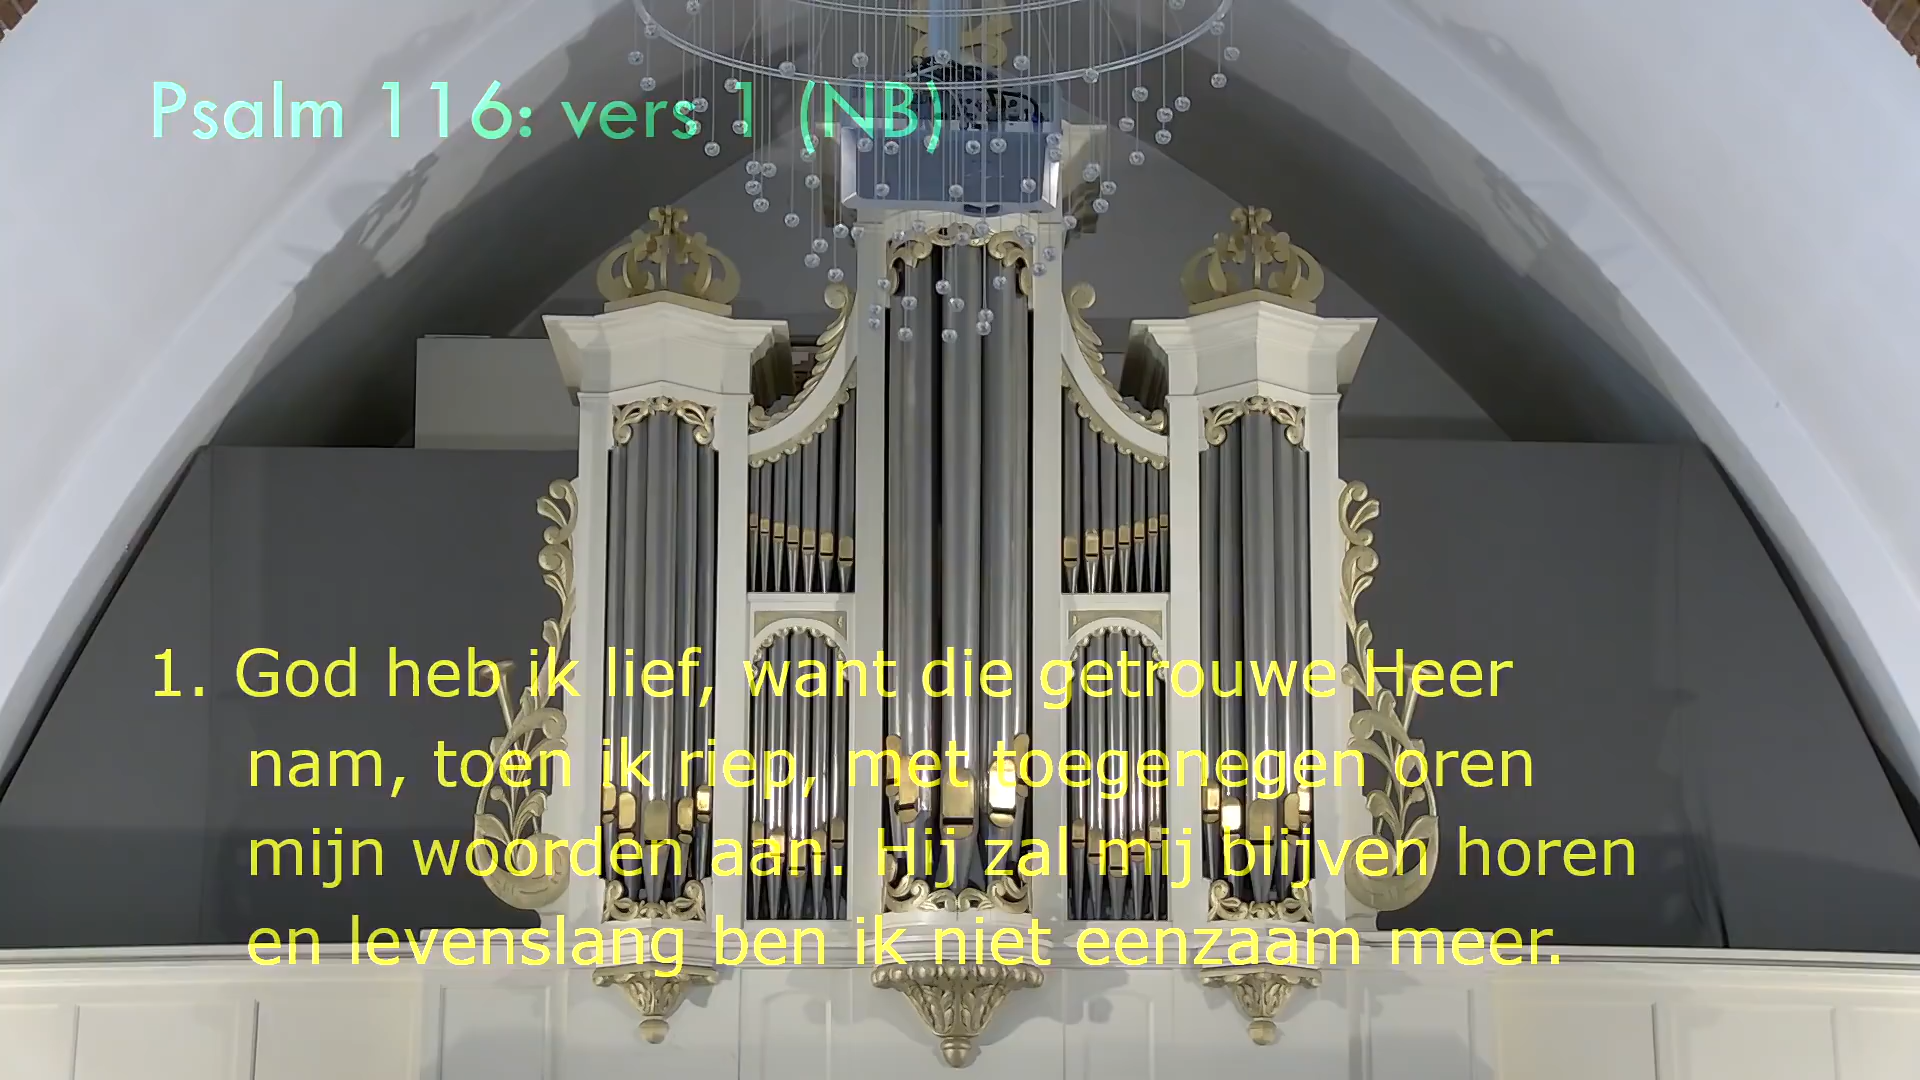 Psalm 116: vers 1 (NB)
1. God heb ik lief, want die getrouwe Heer
nam, toen ik riep, met toegenegen oren
mijn woorden aan. Hij zal mij blijven horen
en levenslang ben ik niet eenzaam meer.